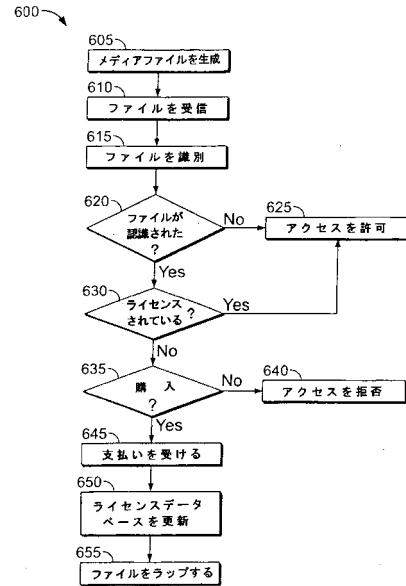 600
605
メディアファイルを生成
610
ファイルを受信
615
ファイルを識別
620
ファイルが
認識された
?
No
625
アクセスを許可
Yes
630
ライセンス
されている?
Yes
No
635
購入
?
No
640
アクセスを拒否
Yes
645
支払いを受ける
650
ライセンスデータ
ベースを更新
655
ファイルをラップする